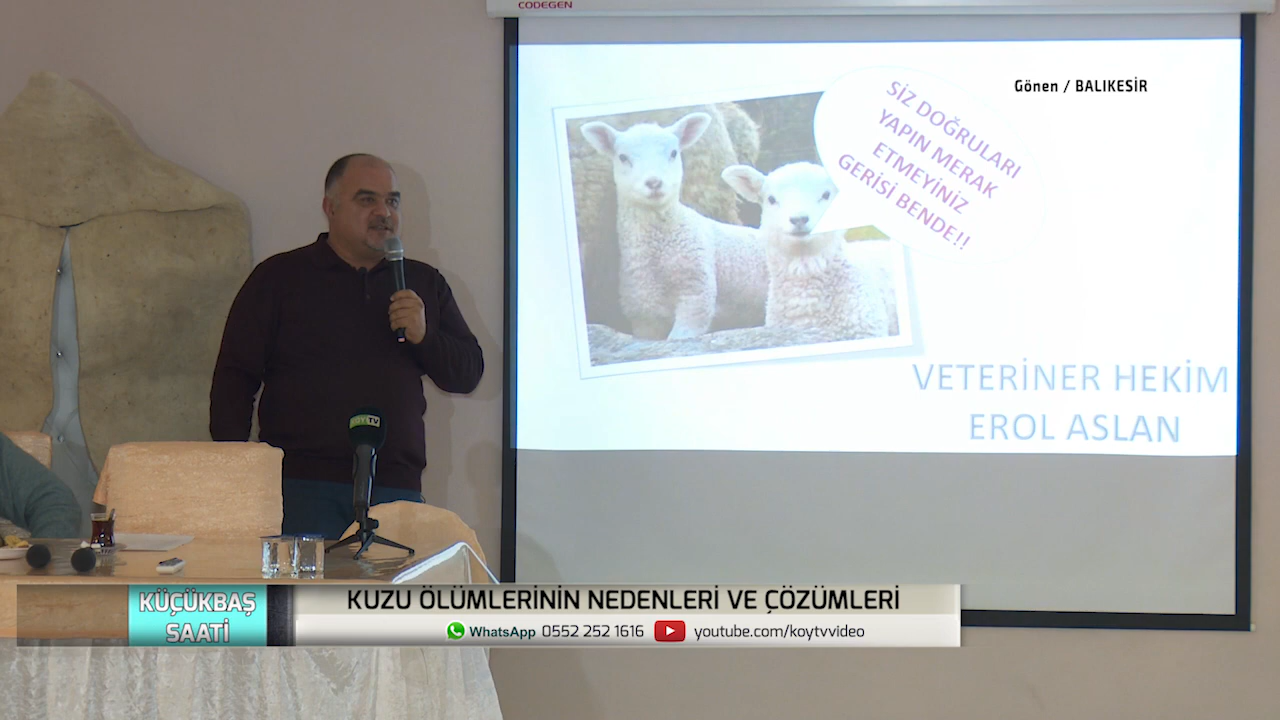 CODEGEN
Gönen / BALIKESİR
SİZ DOĞRULARI
YAPIN MERAK
ETMEYİNİZ
GERİSİ BENDE!!
VETERİNER HEKİM
EROL ASLAN
KÖYTV
KÜÇÜKBAŞ
SAATİ
KUZU ÖLÜMLERİNİN NEDENLERİ VE ÇÖZÜMLERİ
WhatsApp 0552 252 1616 youtube.com/koytvvideo